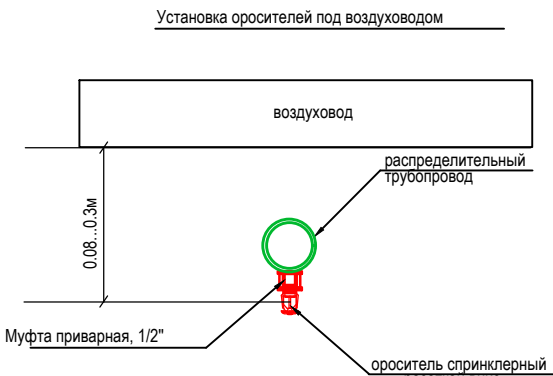 Установка оросителей под воздуховодом
воздуховод
распределительный
трубопровод
0.08...0.3м
Муфта приварная, 1/2"
ороситель спринклерный